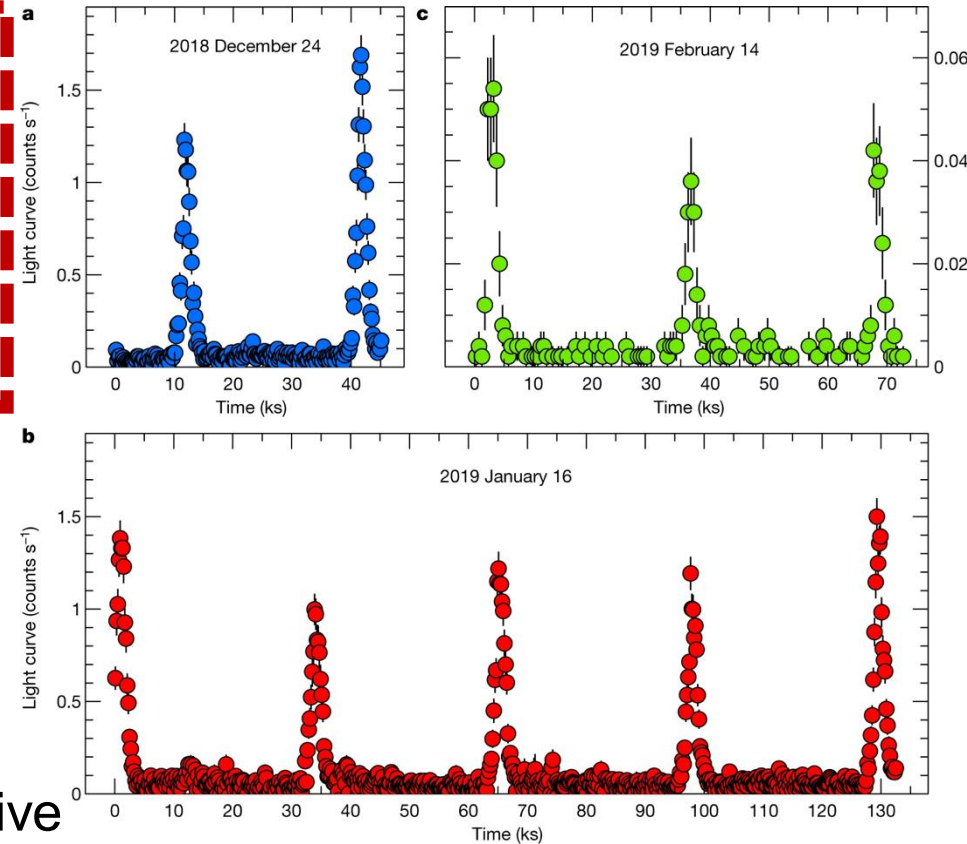 a
2018 December 24
Light curve (counts s⁻¹)
1.5
1
0.5
0
0 10 20 30 40
Time (ks)
c
2019 February 14
0.06
0.04
0.02
0
0 10 20 30 40 50 60 70
Time (ks)
b
2019 January 16
Light curve (counts s⁻¹)
1.5
1
0.5
0
0 10 20 30 40 50 60 70 80 90 100 110 120 130
Time (ks)
ive